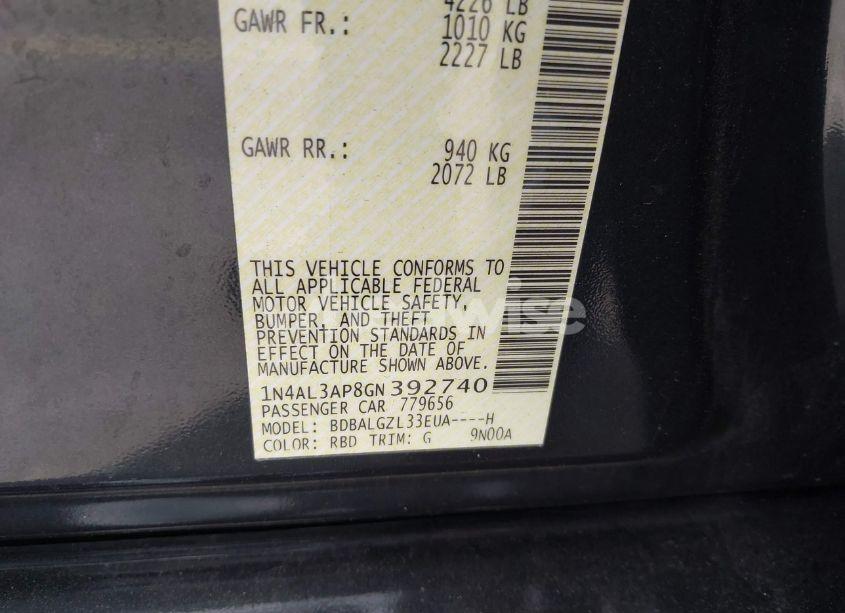 4226 LB
GAWR FR.: 1010 KG
2227 LB
GAWR RR.: 940 KG
2072 LB
THIS VEHICLE CONFORMS TO
ALL APPLICABLE FEDERAL
MOTOR VEHICLE SAFETY,
BUMPER, AND THEFT
PREVENTION STANDARDS IN
EFFECT ON THE DATE OF
MANUFACTURE SHOWN ABOVE.
1N4AL3AP8GN392740
PASSENGER CAR 779656
MODEL: BDBALGZL33EUA----H
COLOR: RBD TRIM: G 9N00A